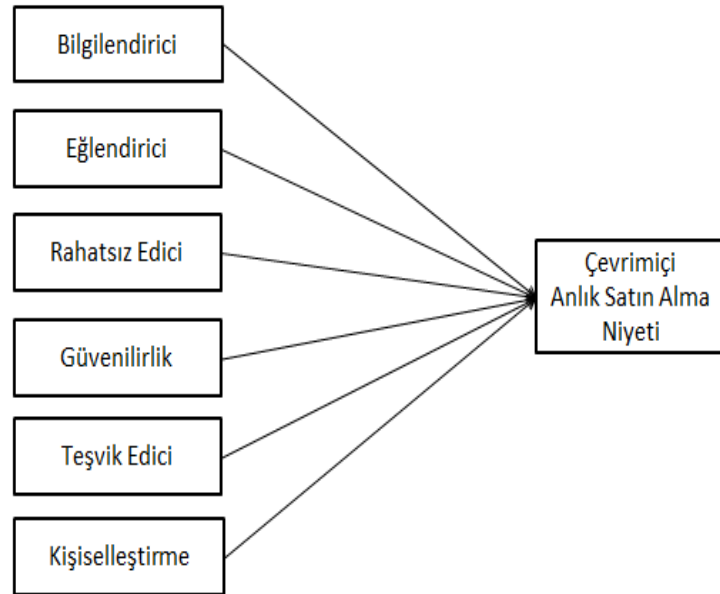 Bilgilendirici
Eğlendirici
Rahatsız Edici
Güvenilirlik
Teşvik Edici
Kişiselleştirme
Çevrimiçi
Anlık Satın Alma
Niyeti